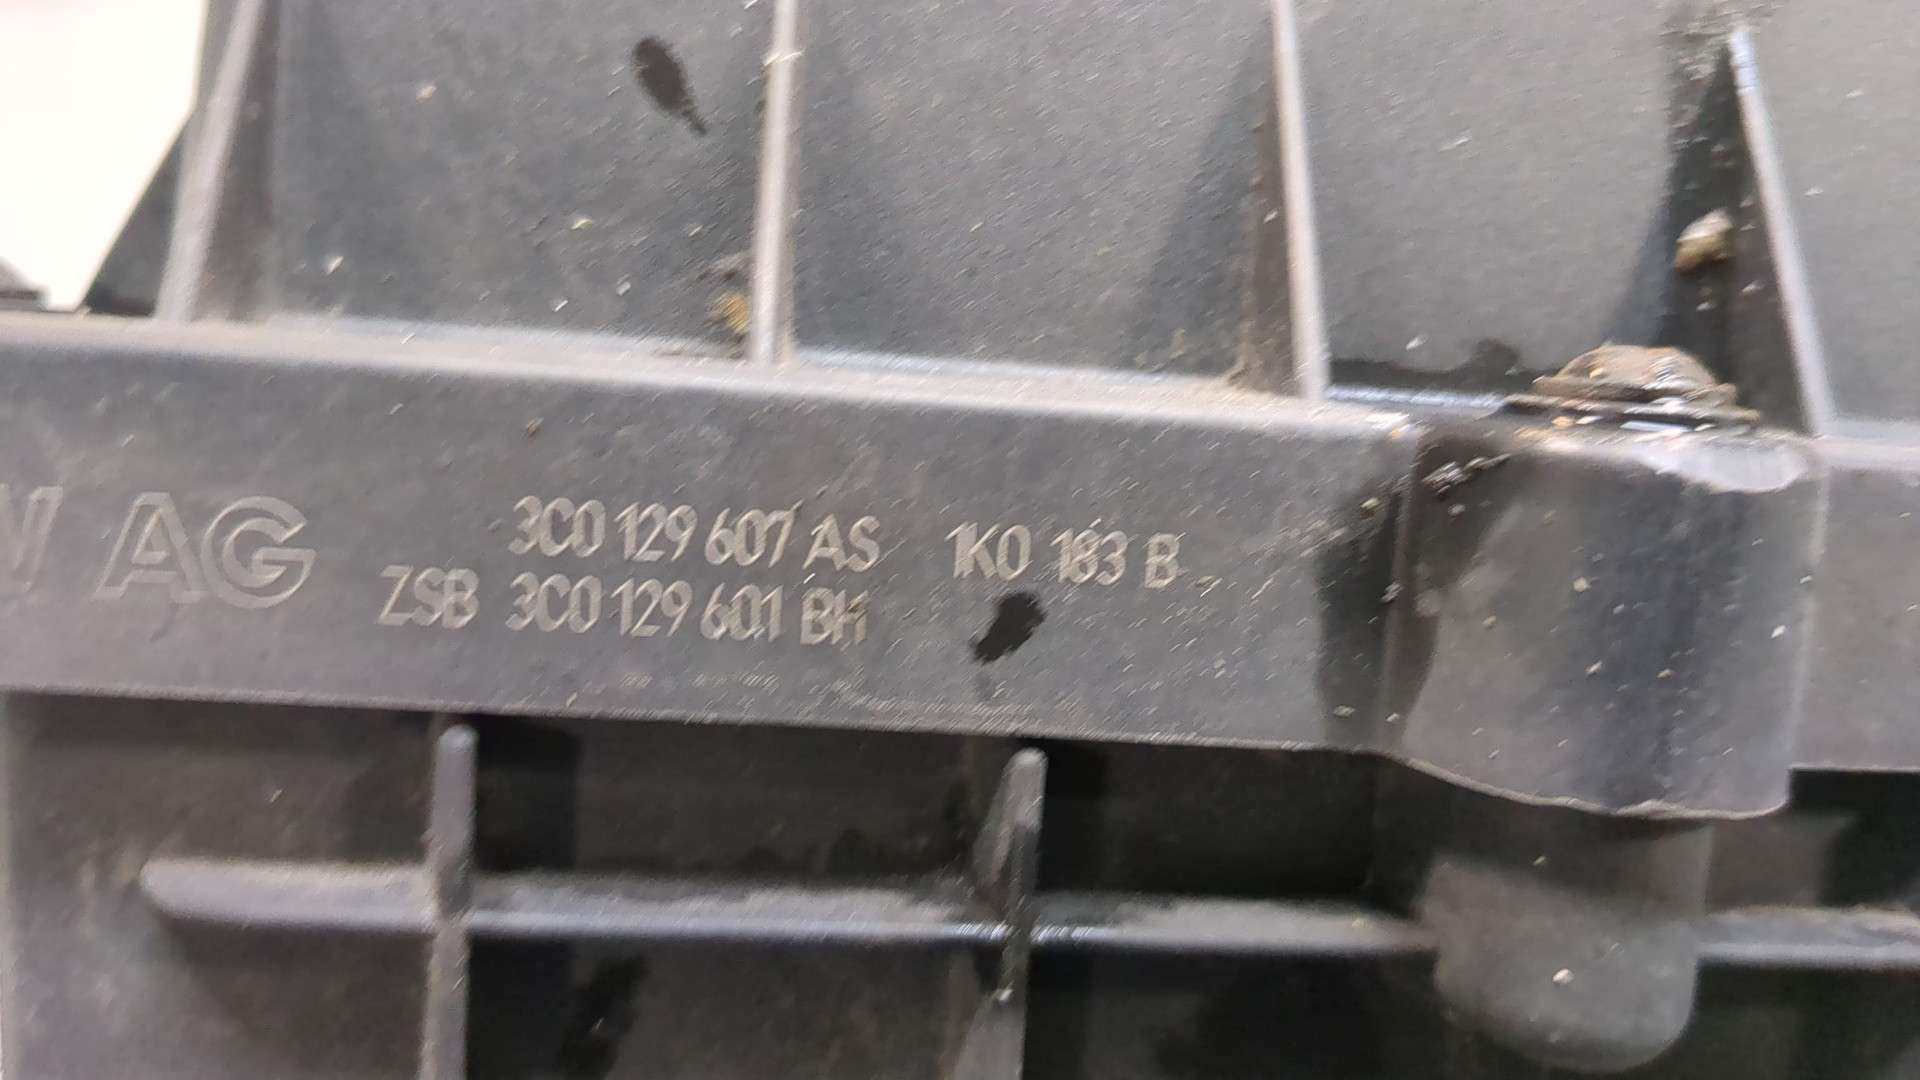 AG
3C0 129 607 AS 1K0 183 B
ZSB 3C0 129 601 BH